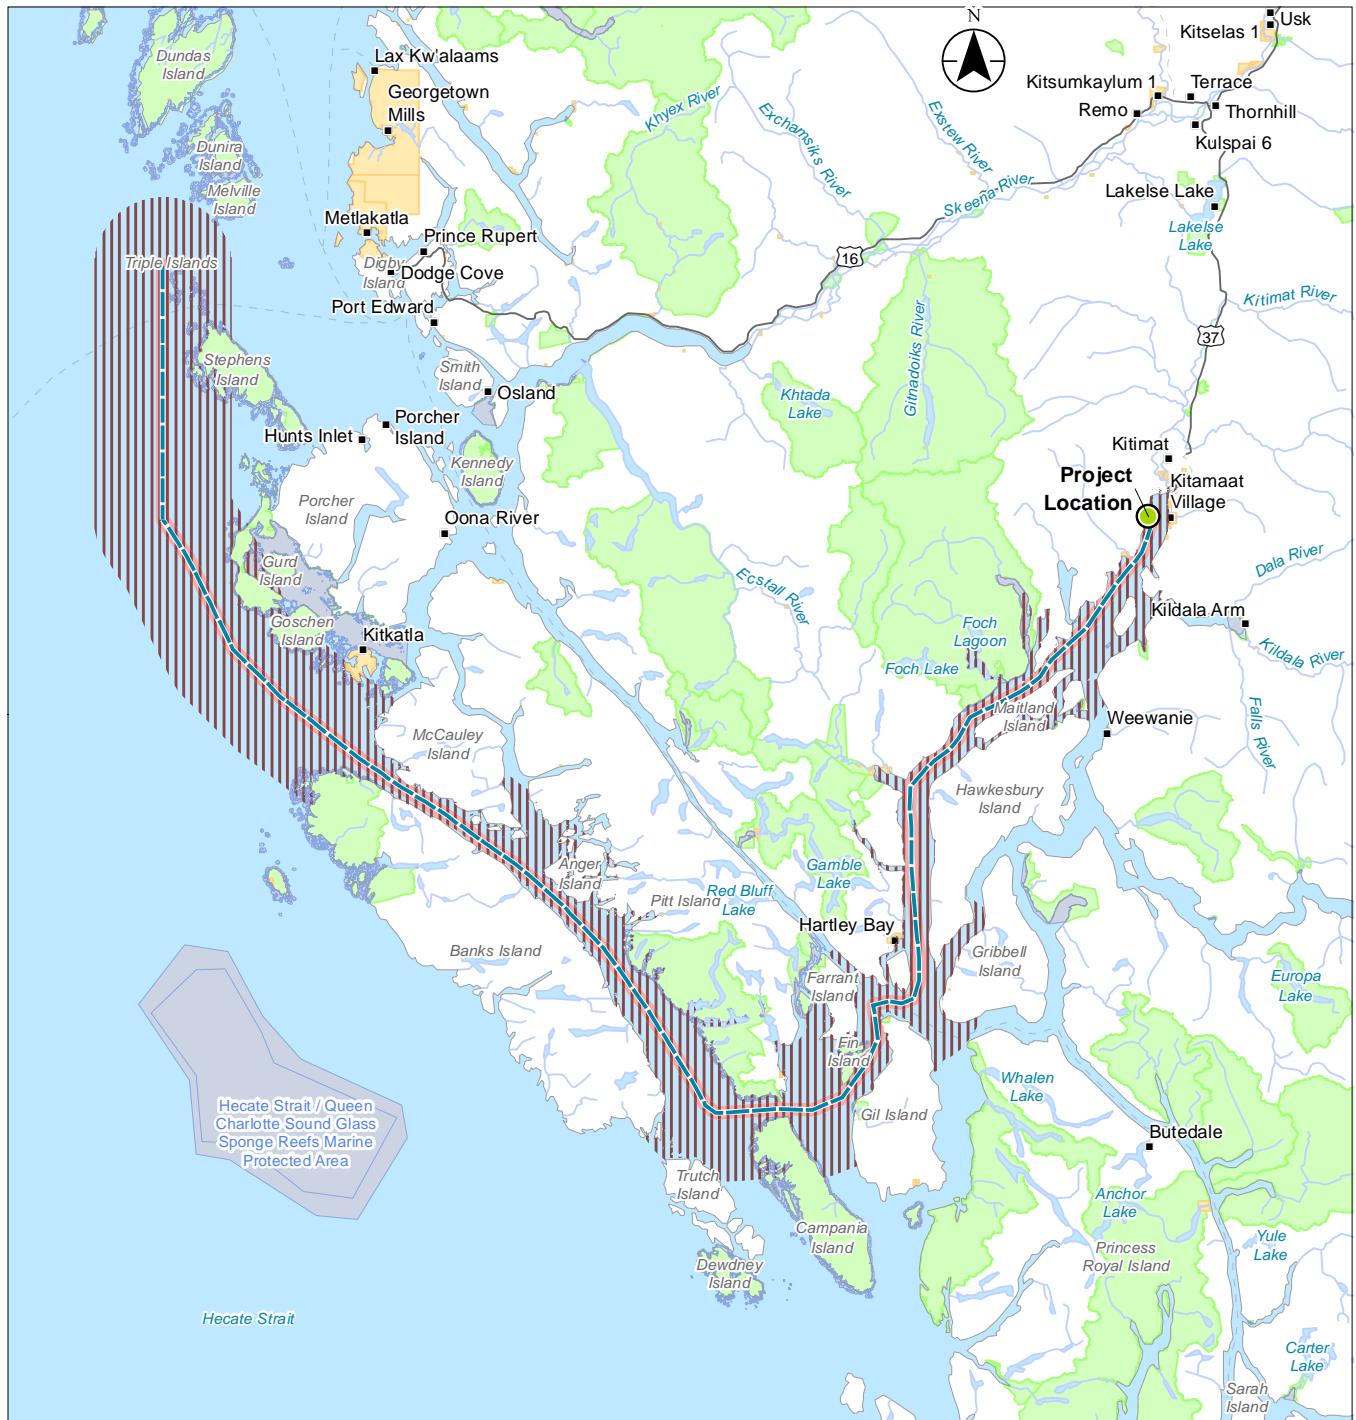 N
Usk
Kitselas 1
Dundas
Island
Lax Kw'alaams
Georgetown
Mills
Khyex River
Exchamsiks River
Exstew River
Kitsumkaylum 1
Terrace
Remo
Thornhill
Kulspai 6
Dunira
Island
Melville
Island
Skeena River
Lakelse Lake
Lakelse
Lake
Metlakatla
Prince Rupert
Triple Islands
Digby
Island
Dodge Cove
16
Kitimat River
Port Edward
37
Gitnadoiks River
Stephens
Island
Smith
Island
Osland
Khtada
Lake
Porcher
Island
Hunts Inlet
Kitimat
Kennedy
Island
Project
Location
Kitamaat
Village
Porcher
Island
Oona River
Gurd
Island
Ecstall River
Dala River
Goschen
Island
Kitkatla
Foch
Lagoon
Kildala Arm
Foch Lake
Kildala River
Maitland
Island
Weewanie
Falls River
McCauley
Island
Hawkesbury
Island
Anger
Island
Gamble
Lake
Pitt Island
Red Bluff
Lake
Hartley Bay
Banks Island
Gribbell
Island
Farrant
Island
Europa
Lake
Fin
Island
Whalen
Lake
Hecate Strait / Queen
Charlotte Sound Glass
Sponge Reefs Marine
Protected Area
Gil Island
Butedale
Trutch
Island
Anchor
Lake
Campania
Island
Princess
Royal Island
Yule
Lake
Dewdney
Island
Hecate Strait
Carter
Lake
Sarah
Island